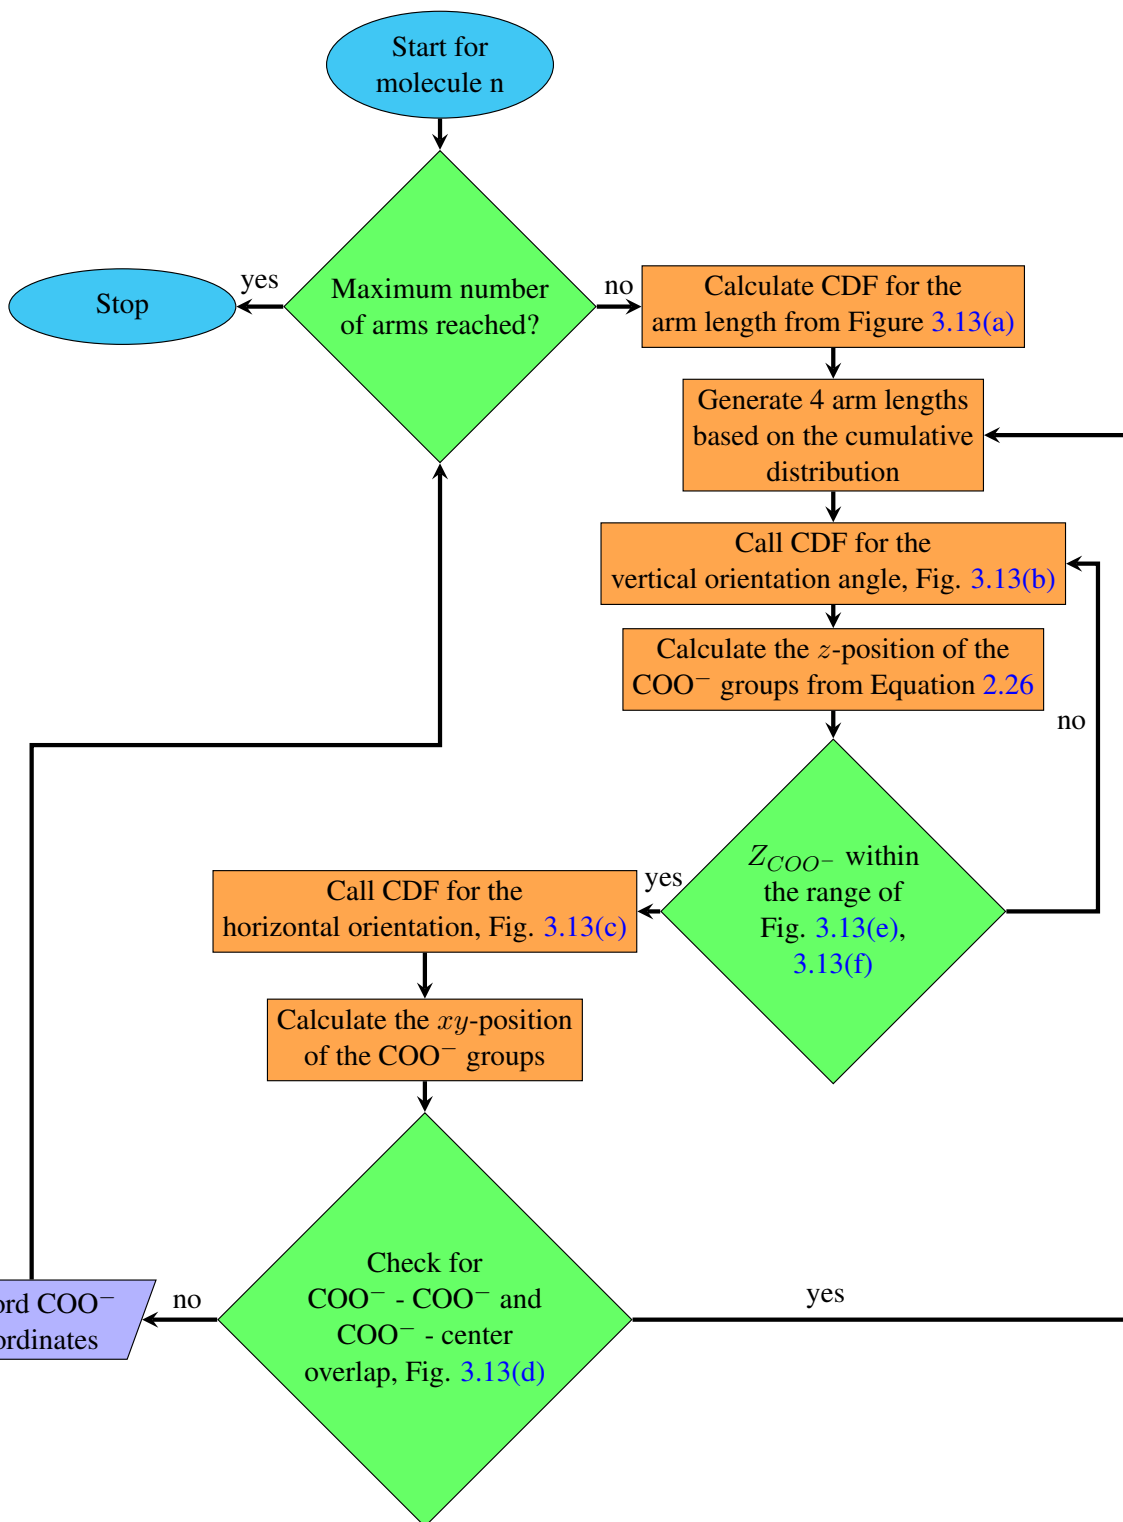 Start for
molecule n
Maximum number
of arms reached?
yes
Stop
no
Calculate CDF for the
arm length from Figure 3.13(a)
Generate 4 arm lengths
based on the cumulative
distribution
Call CDF for the
vertical orientation angle, Fig. 3.13(b)
Calculate the z-position of the
COO⁻ groups from Equation 2.26
no
Z_{COO⁻} within
the range of
Fig. 3.13(e),
3.13(f)
yes
Call CDF for the
horizontal orientation, Fig. 3.13(c)
Calculate the xy-position
of the COO⁻ groups
Check for
COO⁻ - COO⁻ and
COO⁻ - center
overlap, Fig. 3.13(d)
yes
no
COO⁻